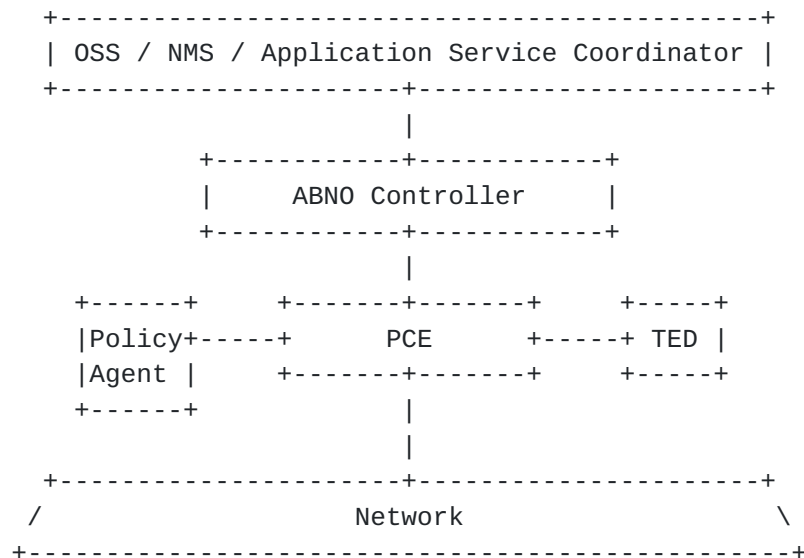 OSS / NMS / Application Service Coordinator
ABNO Controller
Policy PCE TED
Agent
Network